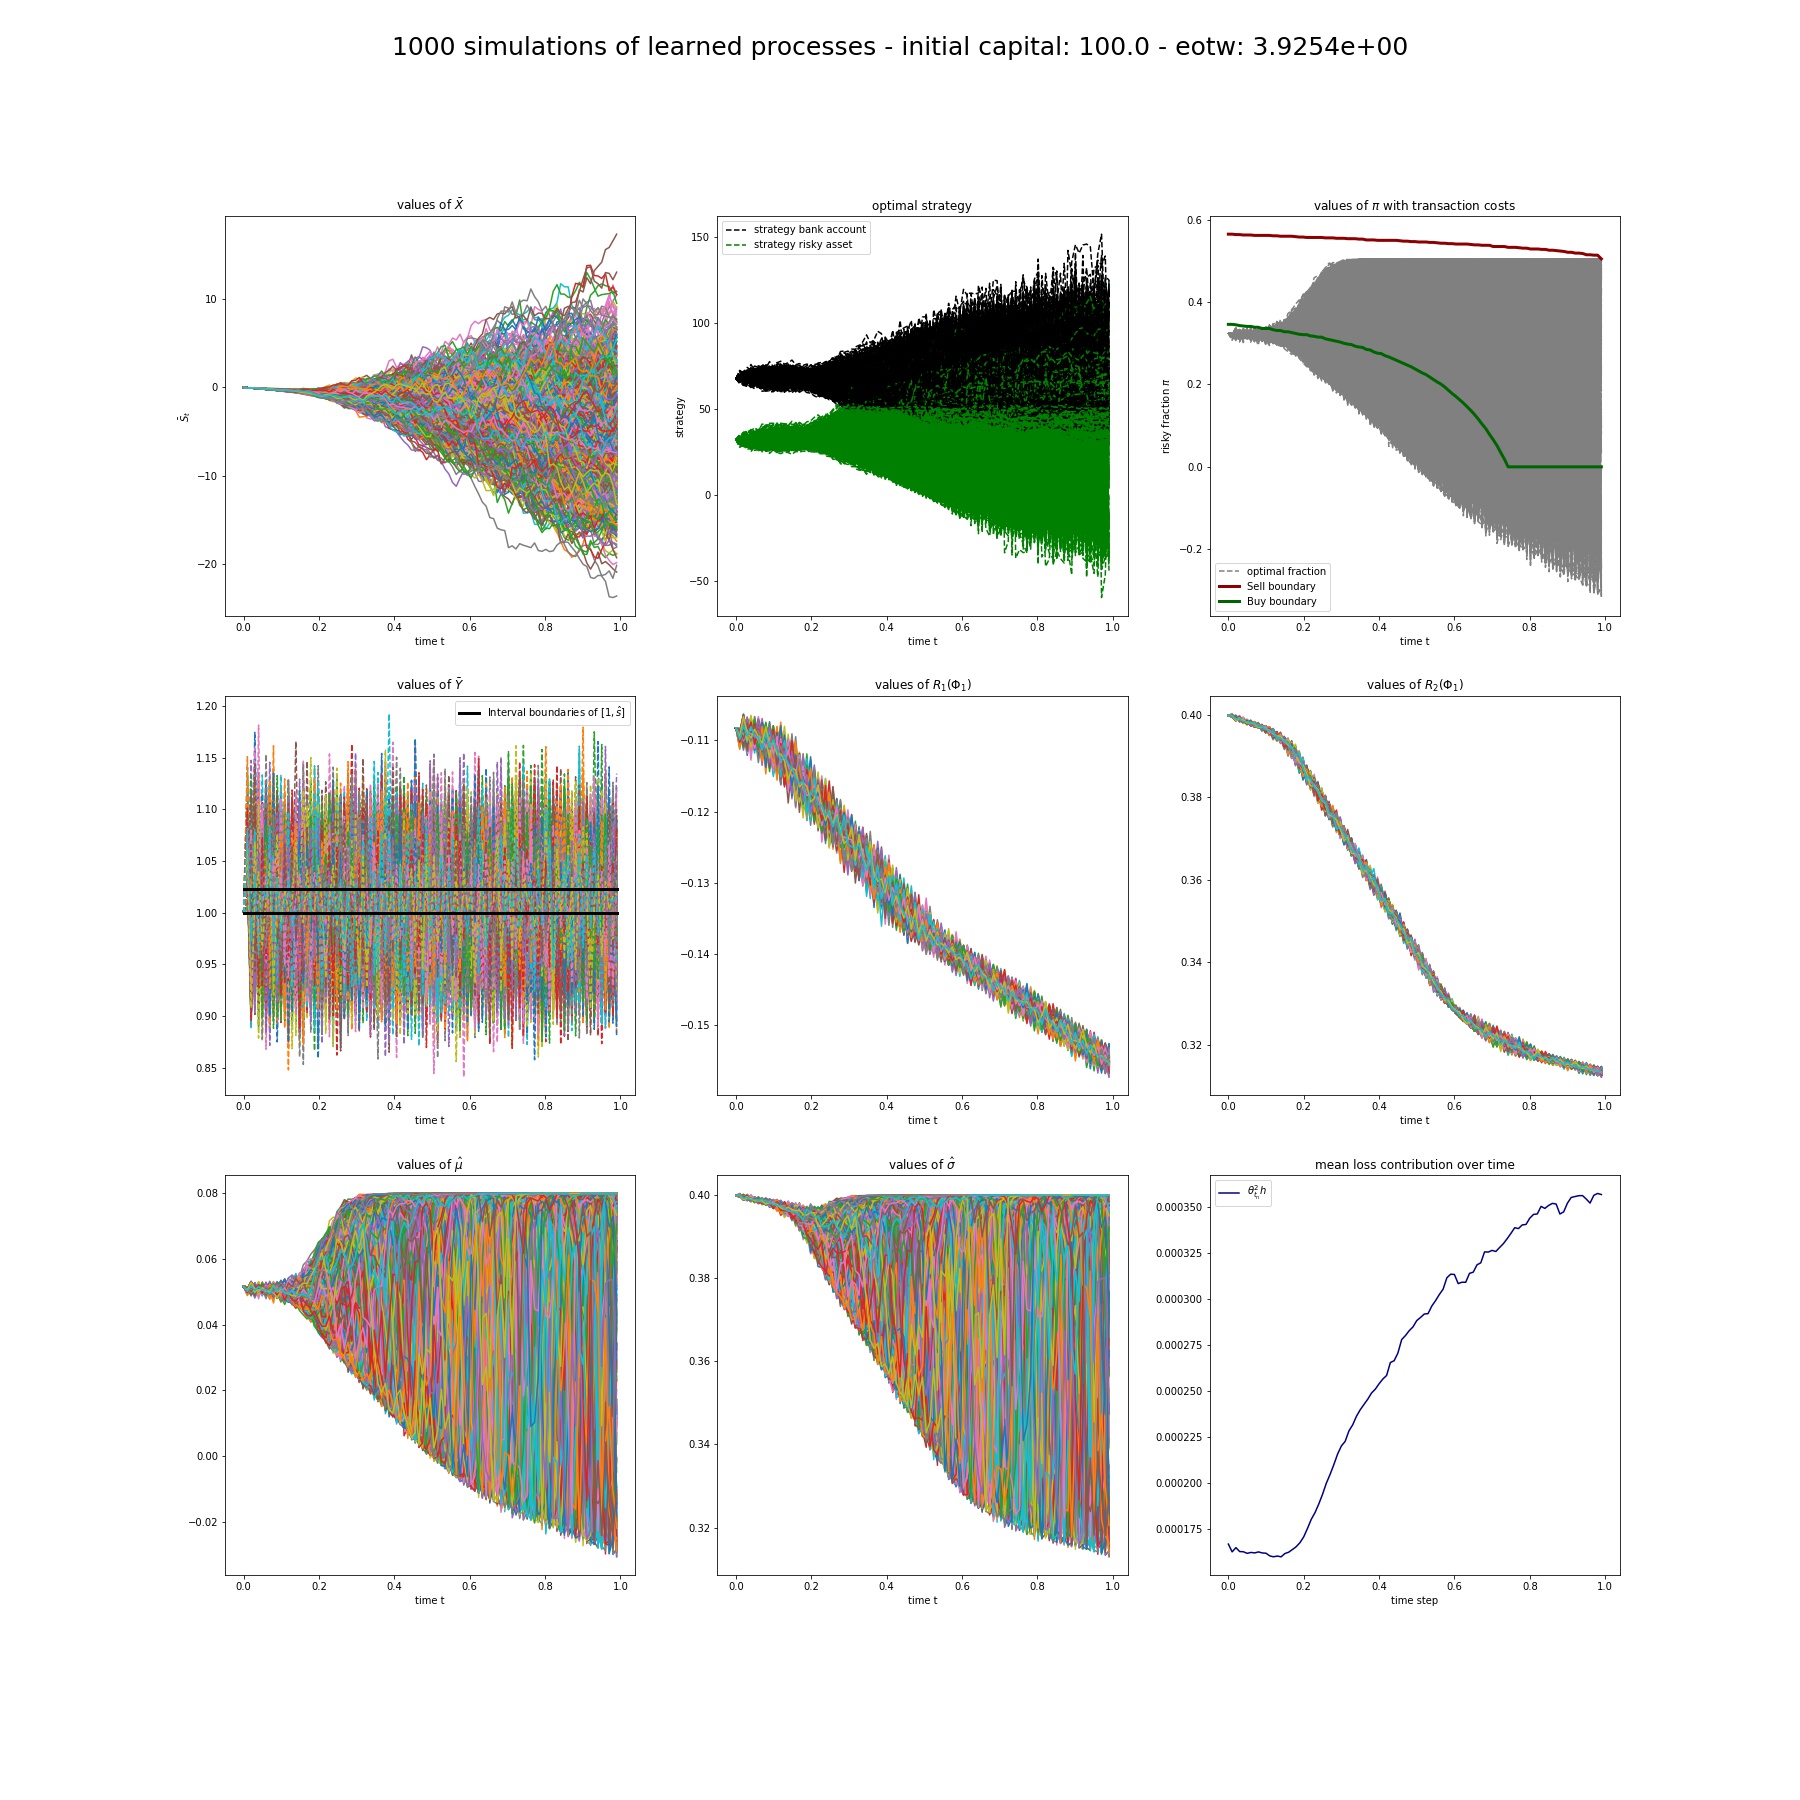 1000 simulations of learned processes - initial capital: 100.0 - eotw: 3.9254e+00
values of X̄
10
0
−10
−20
S̄ₜ
0.0 0.2 0.4 0.6 0.8 1.0
time t
optimal strategy
strategy bank account
strategy risky asset
150
100
50
0
−50
strategy
0.0 0.2 0.4 0.6 0.8 1.0
time t
values of π with transaction costs
0.6
0.4
0.2
0.0
−0.2
risky fraction π
optimal fraction
Sell boundary
Buy boundary
0.0 0.2 0.4 0.6 0.8 1.0
time t
values of Ȳ
Interval boundaries of [1, ŝ]
1.20
1.15
1.10
1.05
1.00
0.95
0.90
0.85
0.0 0.2 0.4 0.6 0.8 1.0
time t
values of R₁(Φ₁)
−0.11
−0.12
−0.13
−0.14
−0.15
0.0 0.2 0.4 0.6 0.8 1.0
time t
values of R₂(Φ₁)
0.40
0.38
0.36
0.34
0.32
0.0 0.2 0.4 0.6 0.8 1.0
time t
values of μ̂
0.08
0.06
0.04
0.02
0.00
−0.02
0.0 0.2 0.4 0.6 0.8 1.0
time t
values of σ̂
0.40
0.38
0.36
0.34
0.32
0.0 0.2 0.4 0.6 0.8 1.0
time t
mean loss contribution over time
θ²ₜₙ h
0.000350
0.000325
0.000300
0.000275
0.000250
0.000225
0.000200
0.000175
0.0 0.2 0.4 0.6 0.8 1.0
time step